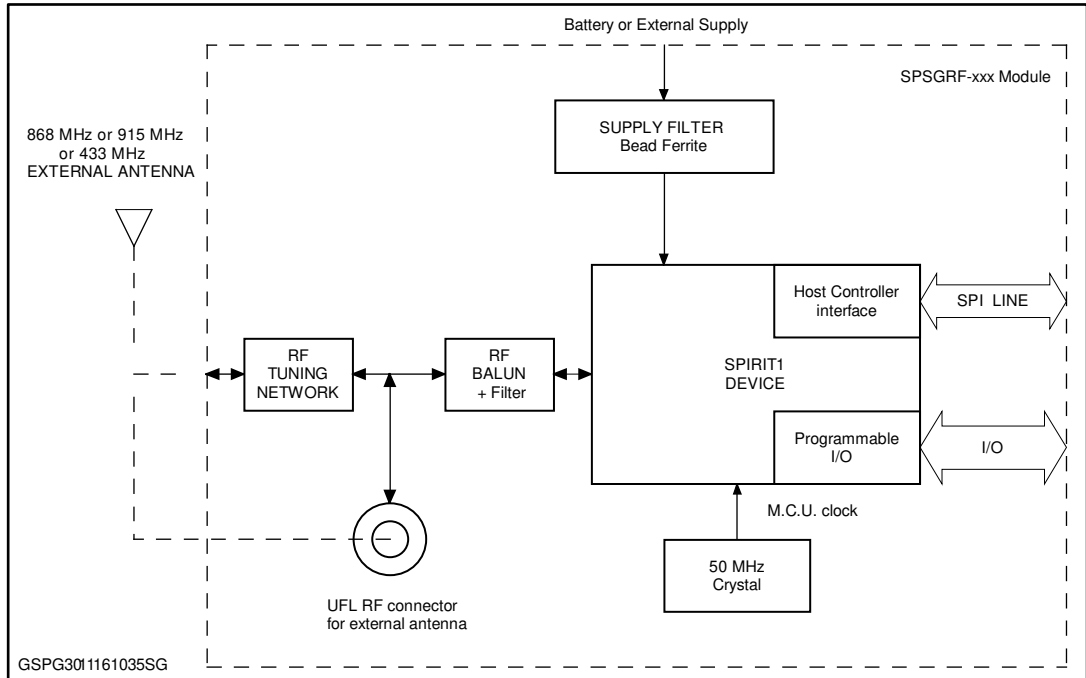 Battery or External Supply
SPSGRF-xxx Module
SUPPLY FILTER
Bead Ferrite
868 MHz or 915 MHz
or 433 MHz
EXTERNAL ANTENNA
Host Controller
interface
SPI LINE
RF
TUNING
NETWORK
RF
BALUN
+ Filter
SPIRIT1
DEVICE
Programmable
I/O
I/O
M.C.U. clock
50 MHz
Crystal
UFL RF connector
for external antenna
GSPG3011161035SG